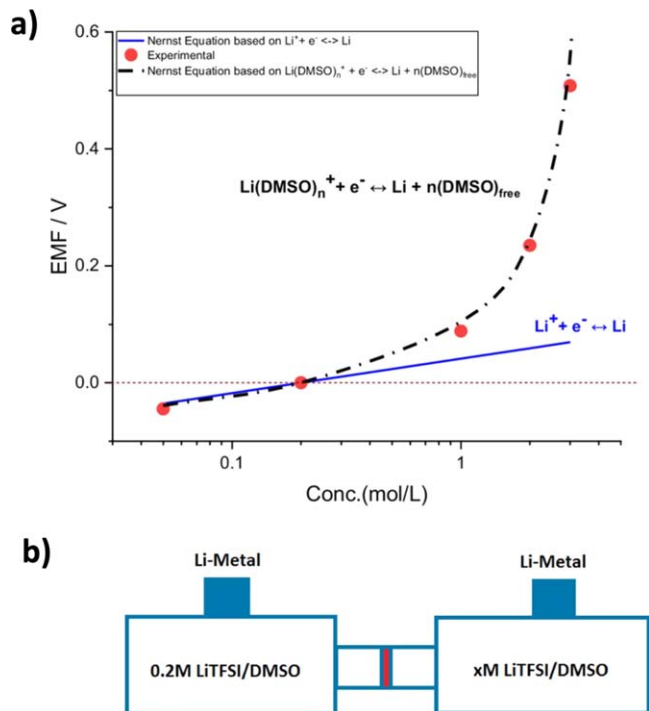 a)
0.6
Nernst Equation based on Li⁺+ e⁻ <-> Li
Experimental
Nernst Equation based on Li(DMSO)ₙ⁺ + e⁻ <-> Li + n(DMSO)free
Li(DMSO)ₙ⁺+ e⁻ ↔ Li + n(DMSO)free
0.4
EMF / V
0.2
Li⁺+ e⁻ ↔ Li
0.0
0.1
1
Conc.(mol/L)
b)
Li-Metal
Li-Metal
0.2M LiTFSI/DMSO
xM LiTFSI/DMSO